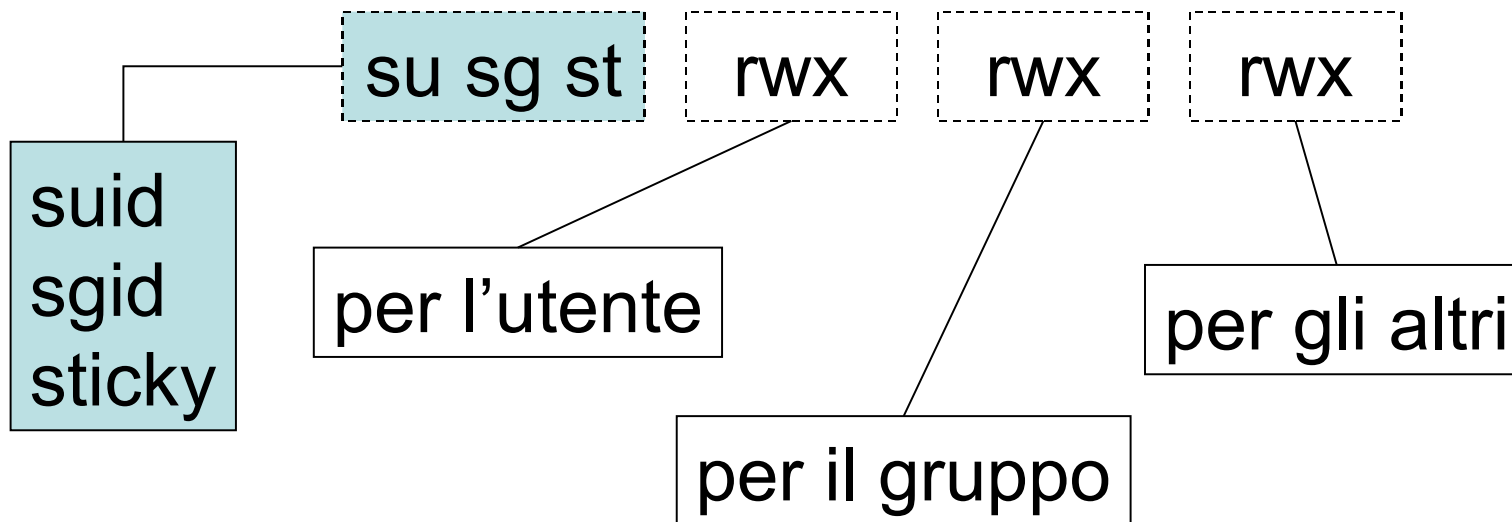 su sg st rwx rwx rwx
suid
sgid
sticky
per l’utente
per gli altri
per il gruppo